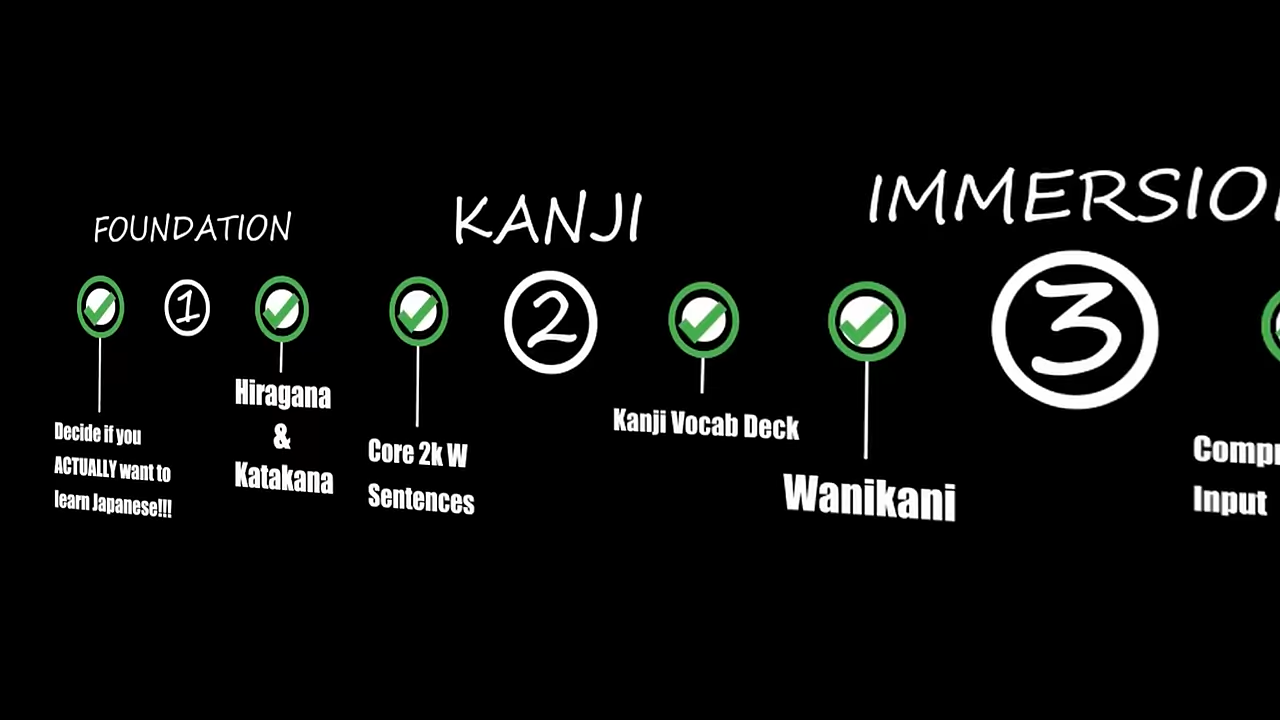 FOUNDATION
1
Decide if you
ACTUALLY want to
learn Japanese!!!
Hiragana
&
Katakana
KANJI
2
Core 2k W
Sentences
Kanji Vocab Deck
Wanikani
IMMERSIO
3
Comp
Input